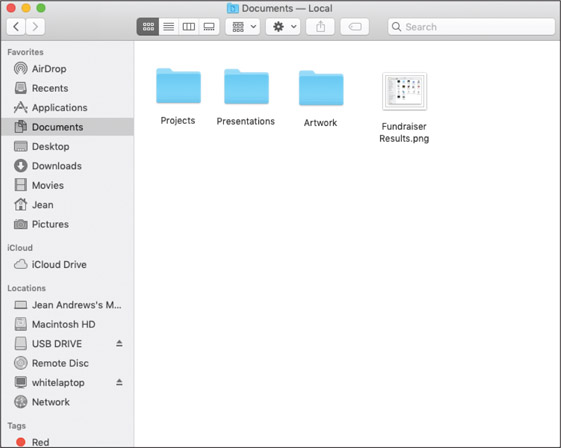 Documents — Local
Search
Favorites
AirDrop
Recents
Applications
Documents
Desktop
Downloads
Movies
Jean
Pictures
iCloud
iCloud Drive
Locations
Jean Andrews's M...
Macintosh HD
USB DRIVE
Remote Disc
whitelaptop
Network
Tags
Red
Projects
Presentations
Artwork
Fundraiser
Results.png